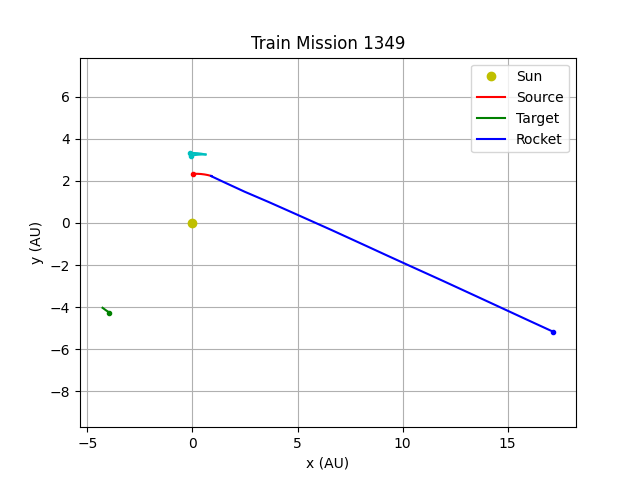 Train Mission 1349
Sun
Source
Target
Rocket
6
4
2
0
−2
−4
−6
−8
y (AU)
−5
0
5
10
15
x (AU)